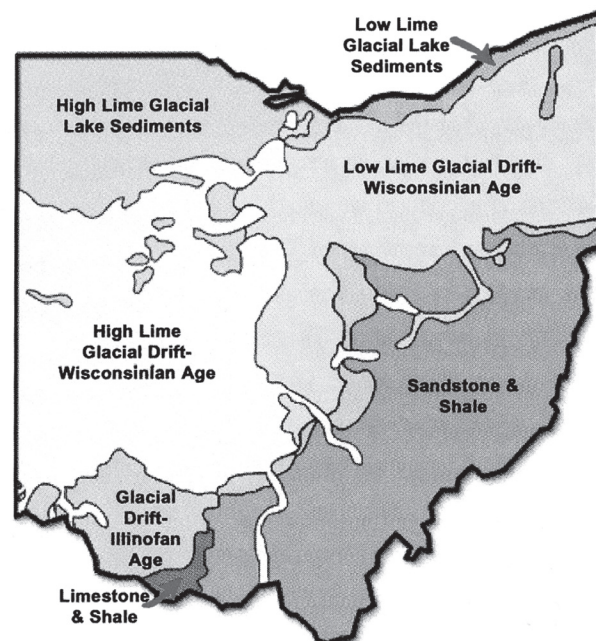 Low Lime
Glacial Lake
Sediments
High Lime Glacial
Lake Sediments
Low Lime Glacial Drift-
Wisconsinian Age
High Lime
Glacial Drift-
Wisconsinian Age
Sandstone &
Shale
Glacial
Drift-
Illinofan
Age
Limestone
& Shale